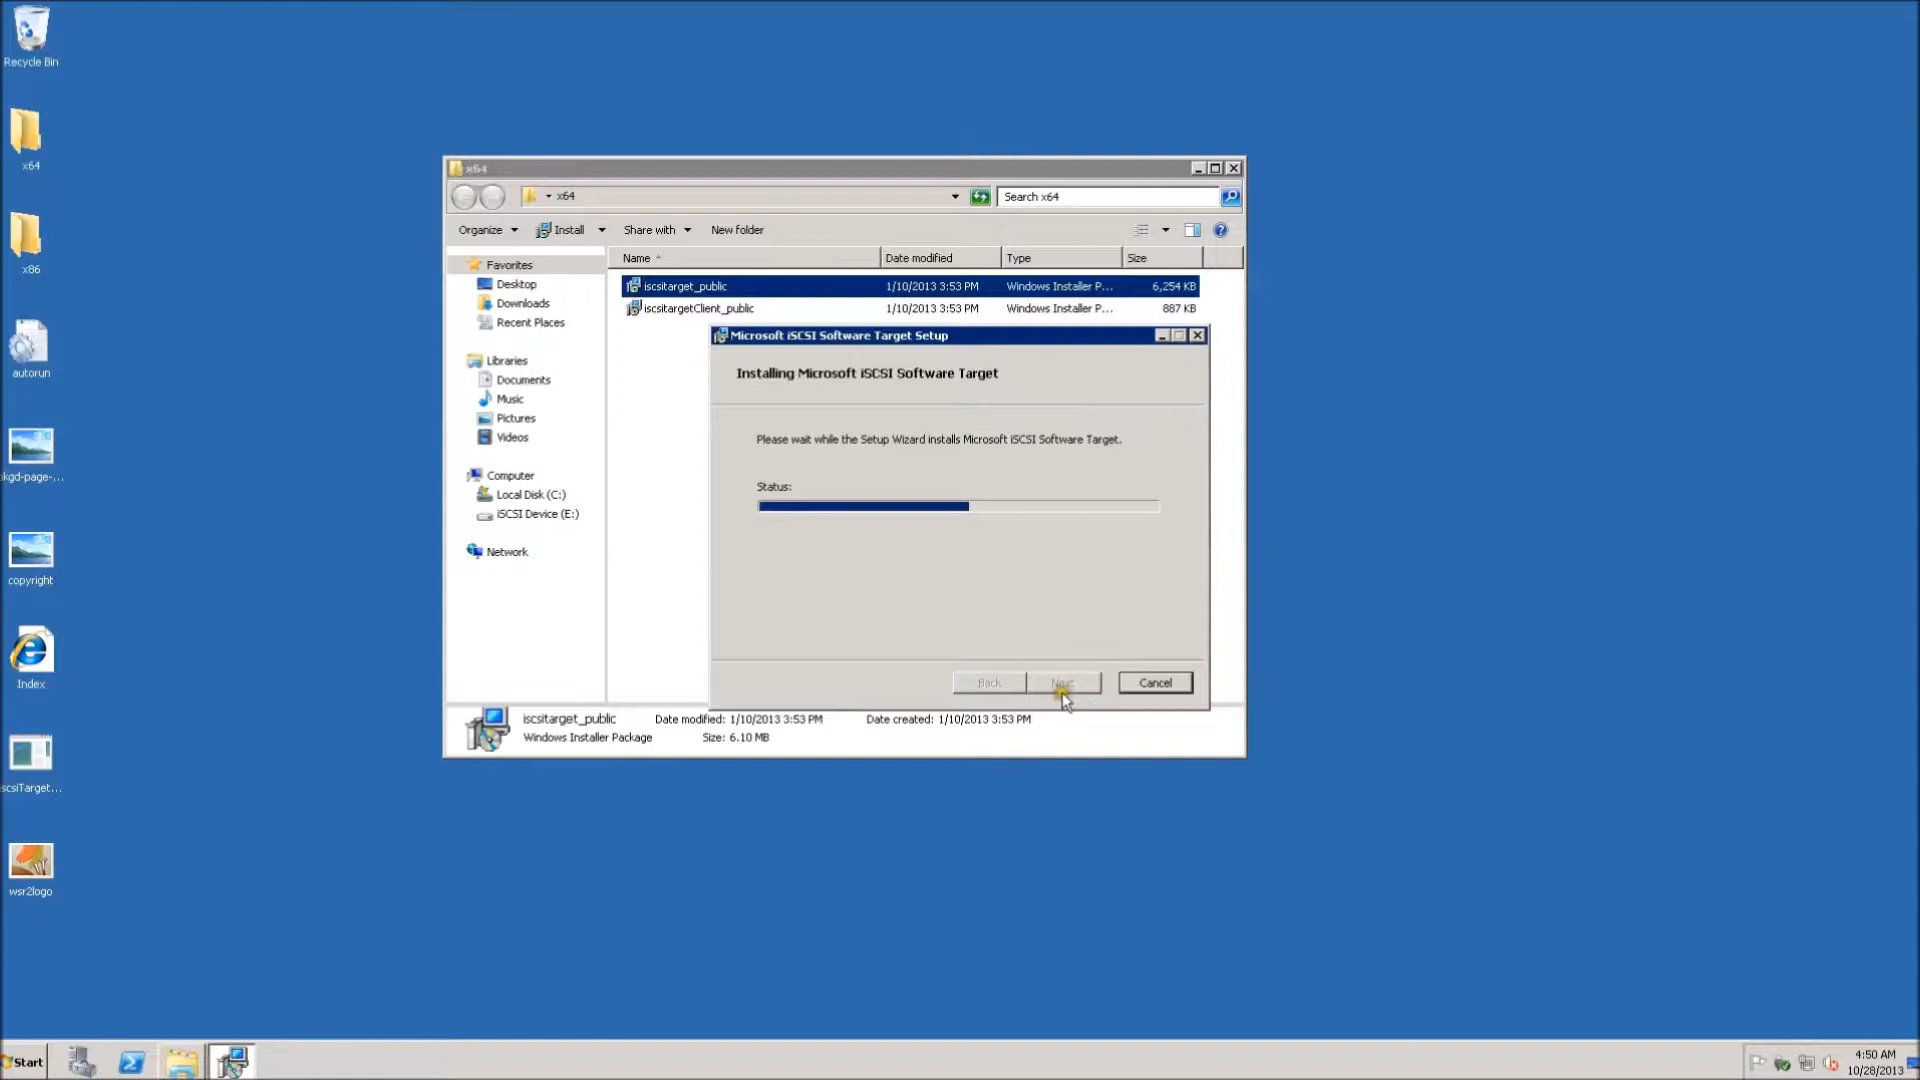 Recycle Bin
x64
x86
autorun
kgd-page-...
copyright
Index
scsiTarget...
wsr2logo
x64
x64
Search x64
Organize
Install
Share with
New folder
Name
Date modified
Type
Size
Favorites
Desktop
Downloads
Recent Places
Libraries
Documents
Music
Pictures
Videos
Computer
Local Disk (C:)
iSCSI Device (E:)
Network
iscsitarget_public 1/10/2013 3:53 PM Windows Installer P... 6,254 KB
iscsitargetClient_public 1/10/2013 3:53 PM Windows Installer P... 887 KB
Microsoft iSCSI Software Target Setup
Installing Microsoft iSCSI Software Target
Please wait while the Setup Wizard installs Microsoft iSCSI Software Target.
Status:
Back
Next
Cancel
iscsitarget_public Date modified: 1/10/2013 3:53 PM Date created: 1/10/2013 3:53 PM
Windows Installer Package Size: 6.10 MB
Start
4:50 AM
10/28/2013